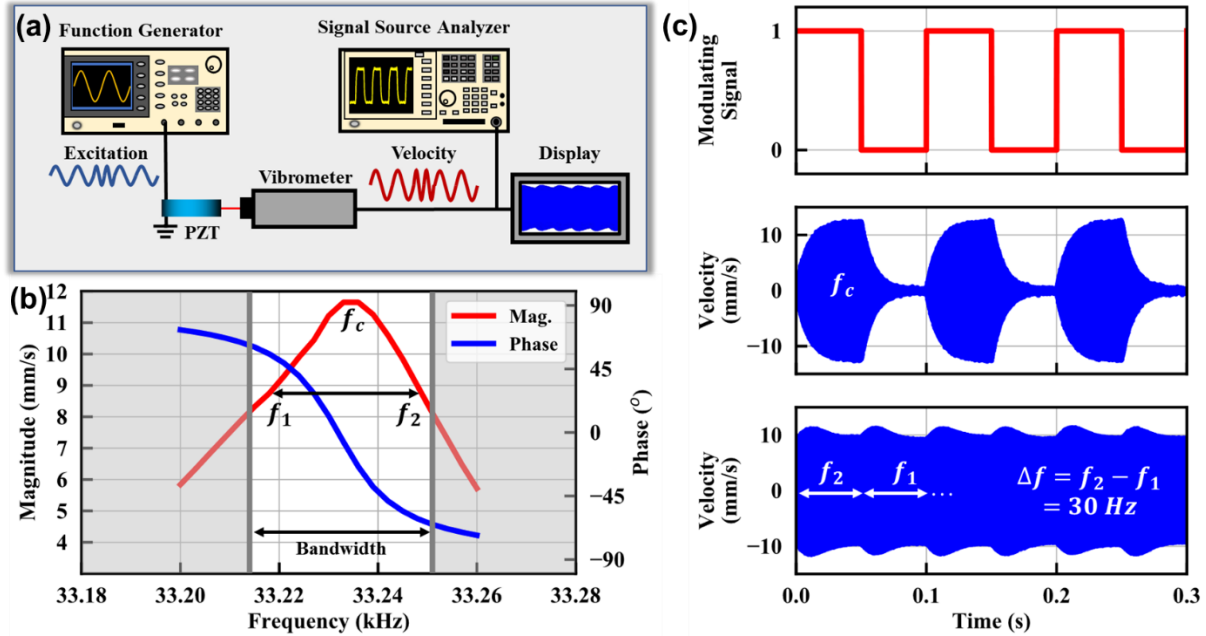 (a)
Function Generator
Signal Source Analyzer
Excitation
Velocity
Display
PZT
Vibrometer
(b)
12
11
10
9
8
7
6
5
4
Magnitude (mm/s)
90
45
0
−45
−90
Phase (°)
Mag.
Phase
f_c
f_1
f_2
Bandwidth
33.18
33.20
33.22
33.24
33.26
33.28
Frequency (kHz)
(c)
Modulating
Signal
1
0
Velocity
(mm/s)
10
0
−10
f_c
Velocity
(mm/s)
10
0
−10
f_2
f_1
...
Δf = f_2 − f_1
= 30 Hz
0.0
0.1
0.2
0.3
Time (s)